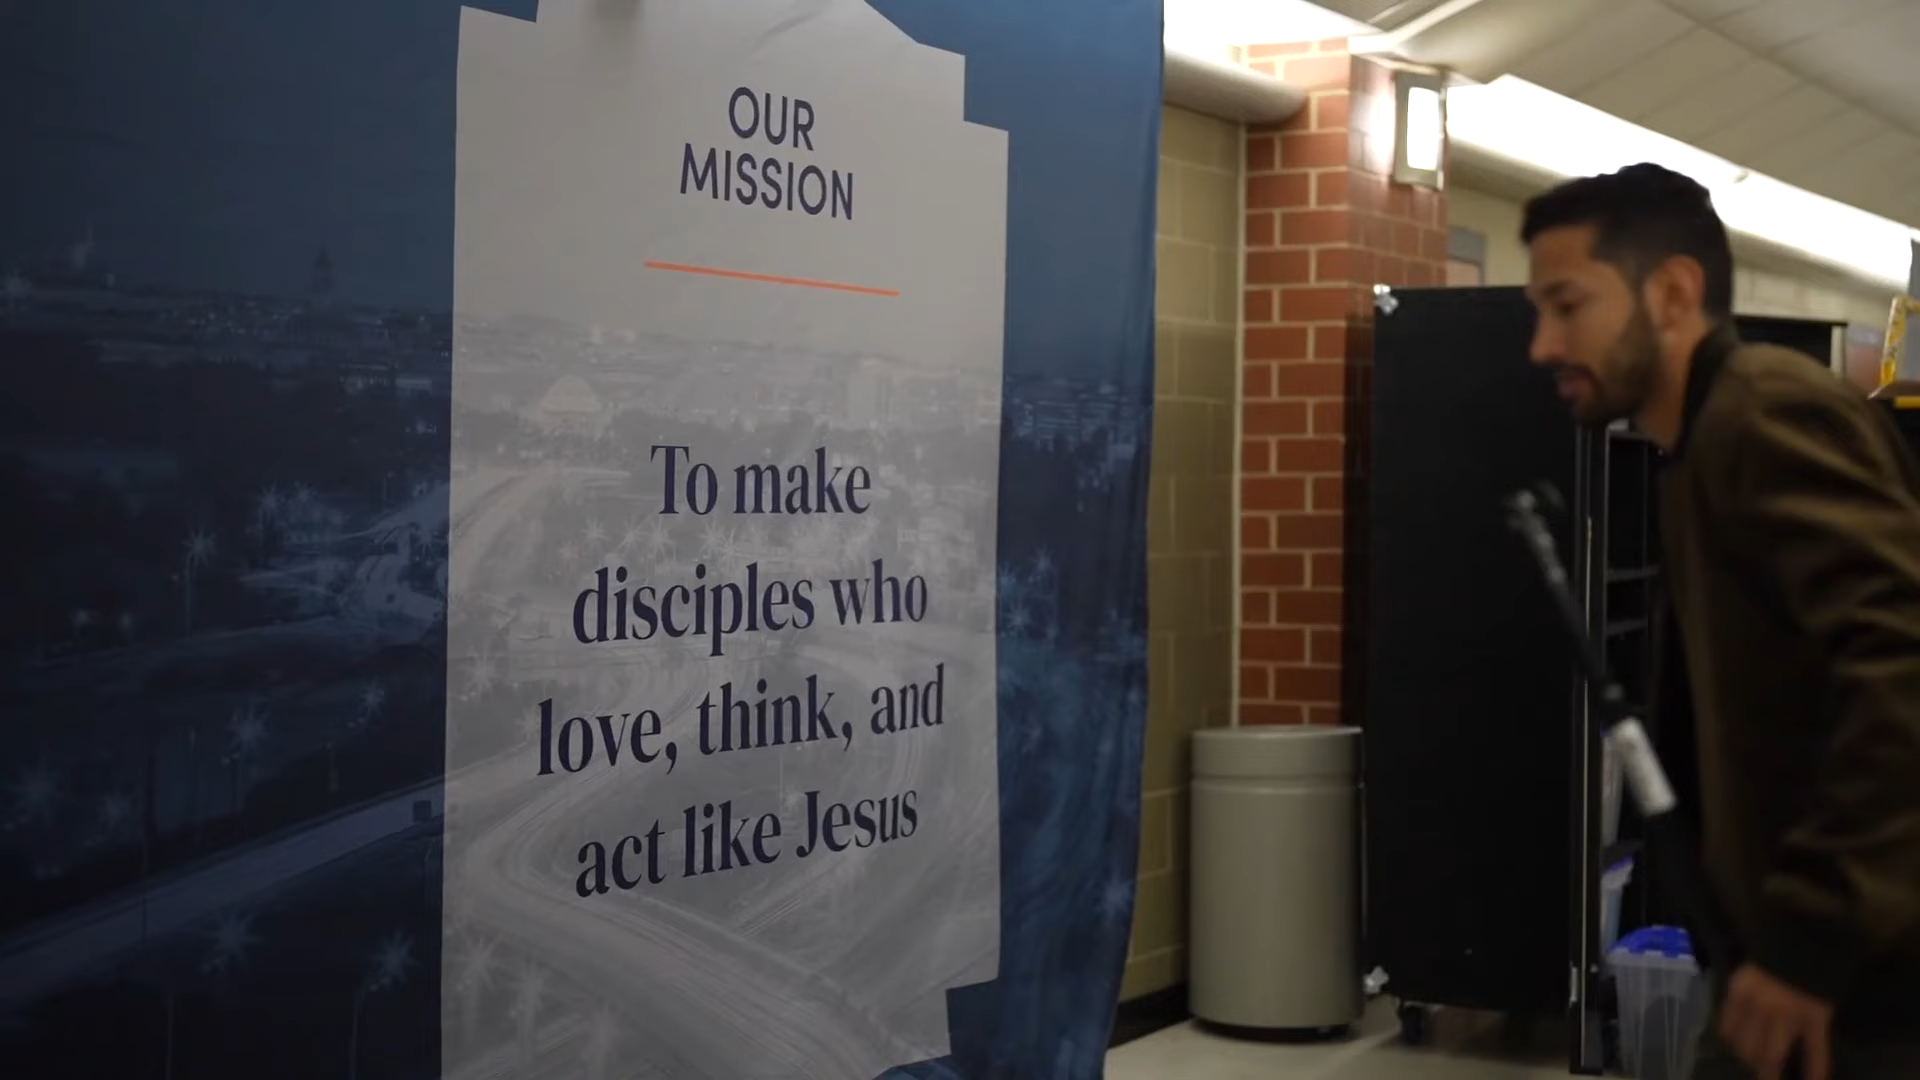 OUR
MISSION
To make
disciples who
love, think, and
act like Jesus